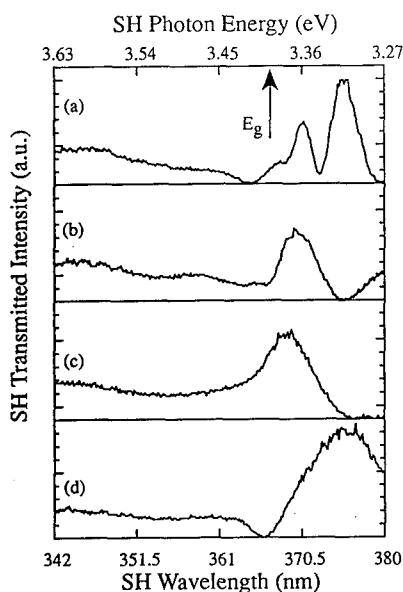 SH Photon Energy (eV)
3.63 3.54 3.45 3.36 3.27
(a)
Eg
(b)
(c)
(d)
SH Transmitted Intensity (a.u.)
342 351.5 361 370.5 380
SH Wavelength (nm)